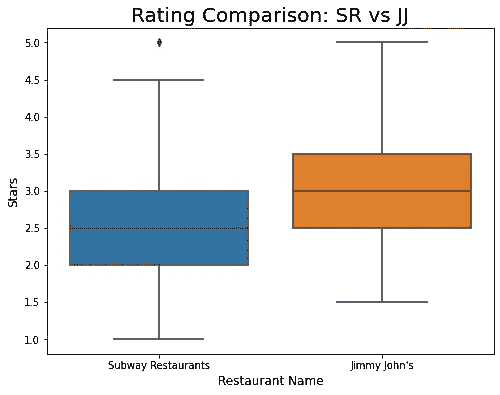 Rating Comparison: SR vs JJ
5.0
4.5
4.0
3.5
3.0
2.5
2.0
1.5
1.0
Stars
Subway Restaurants
Jimmy John's
Restaurant Name